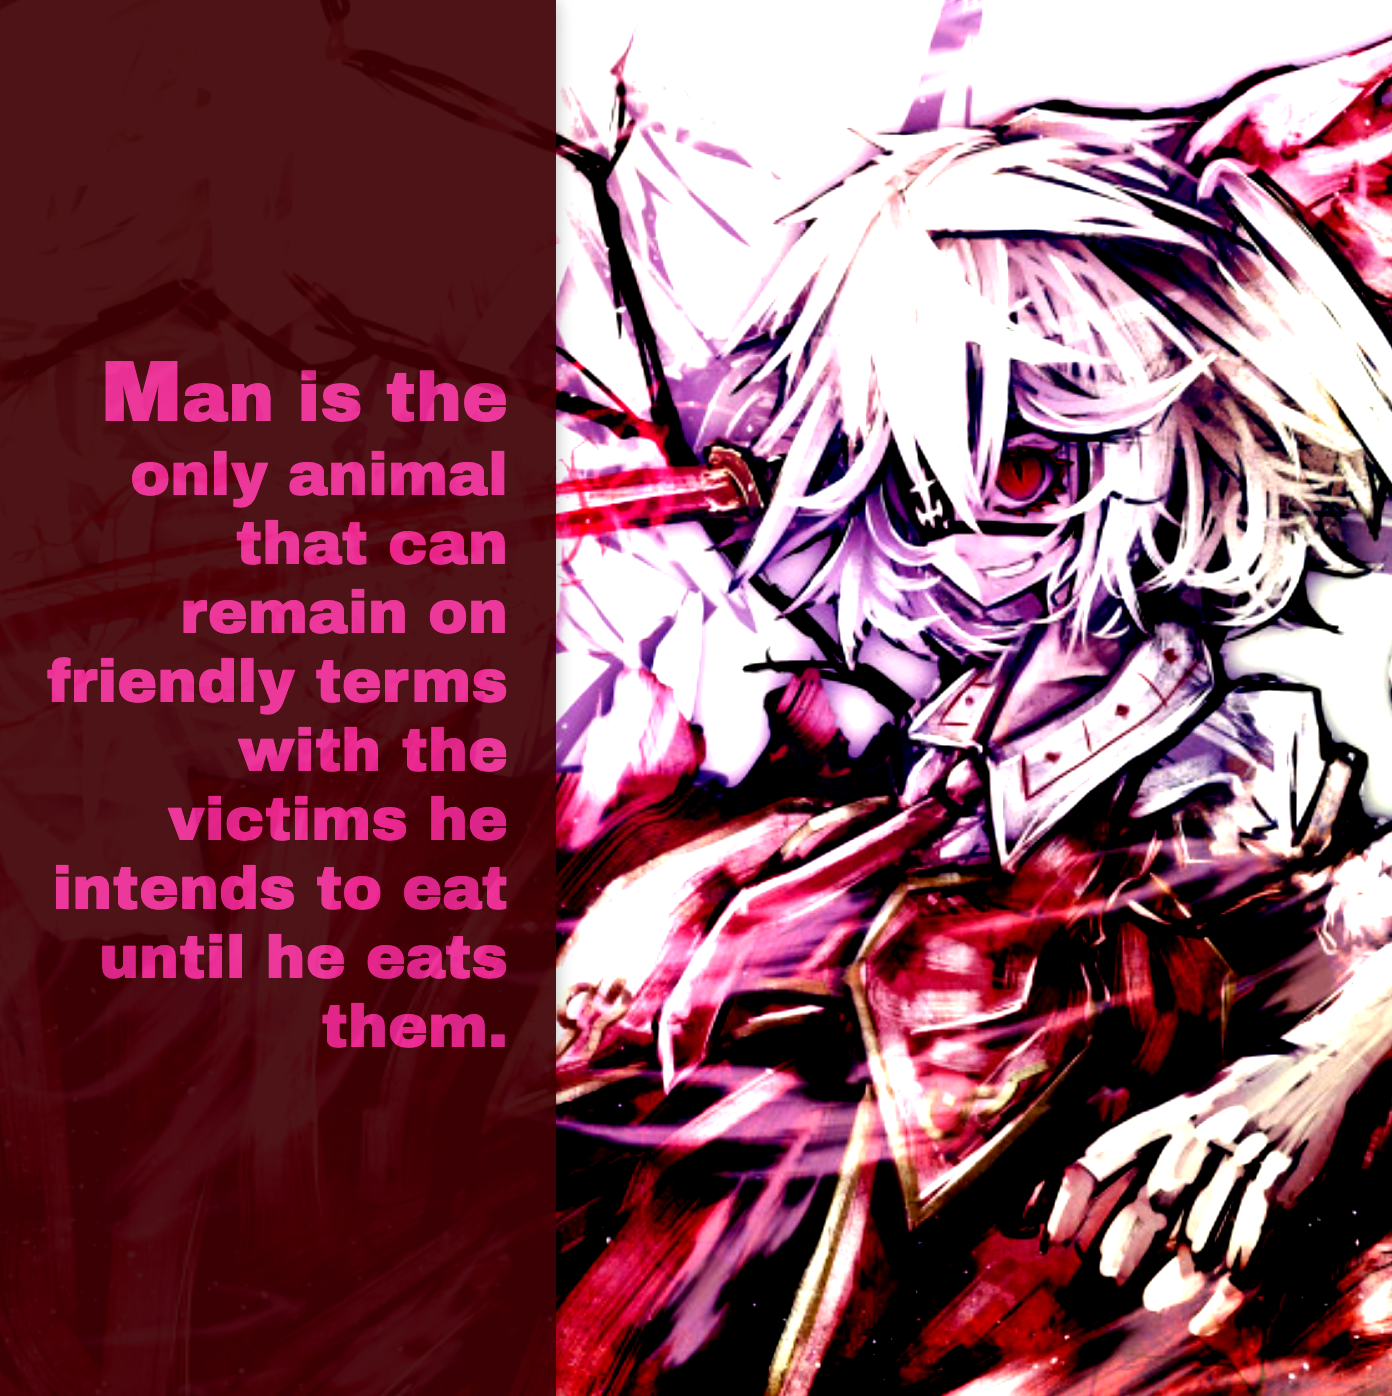 Man is the
only animal
that can
remain on
friendly terms
with the
victims he
intends to eat
until he eats
them.